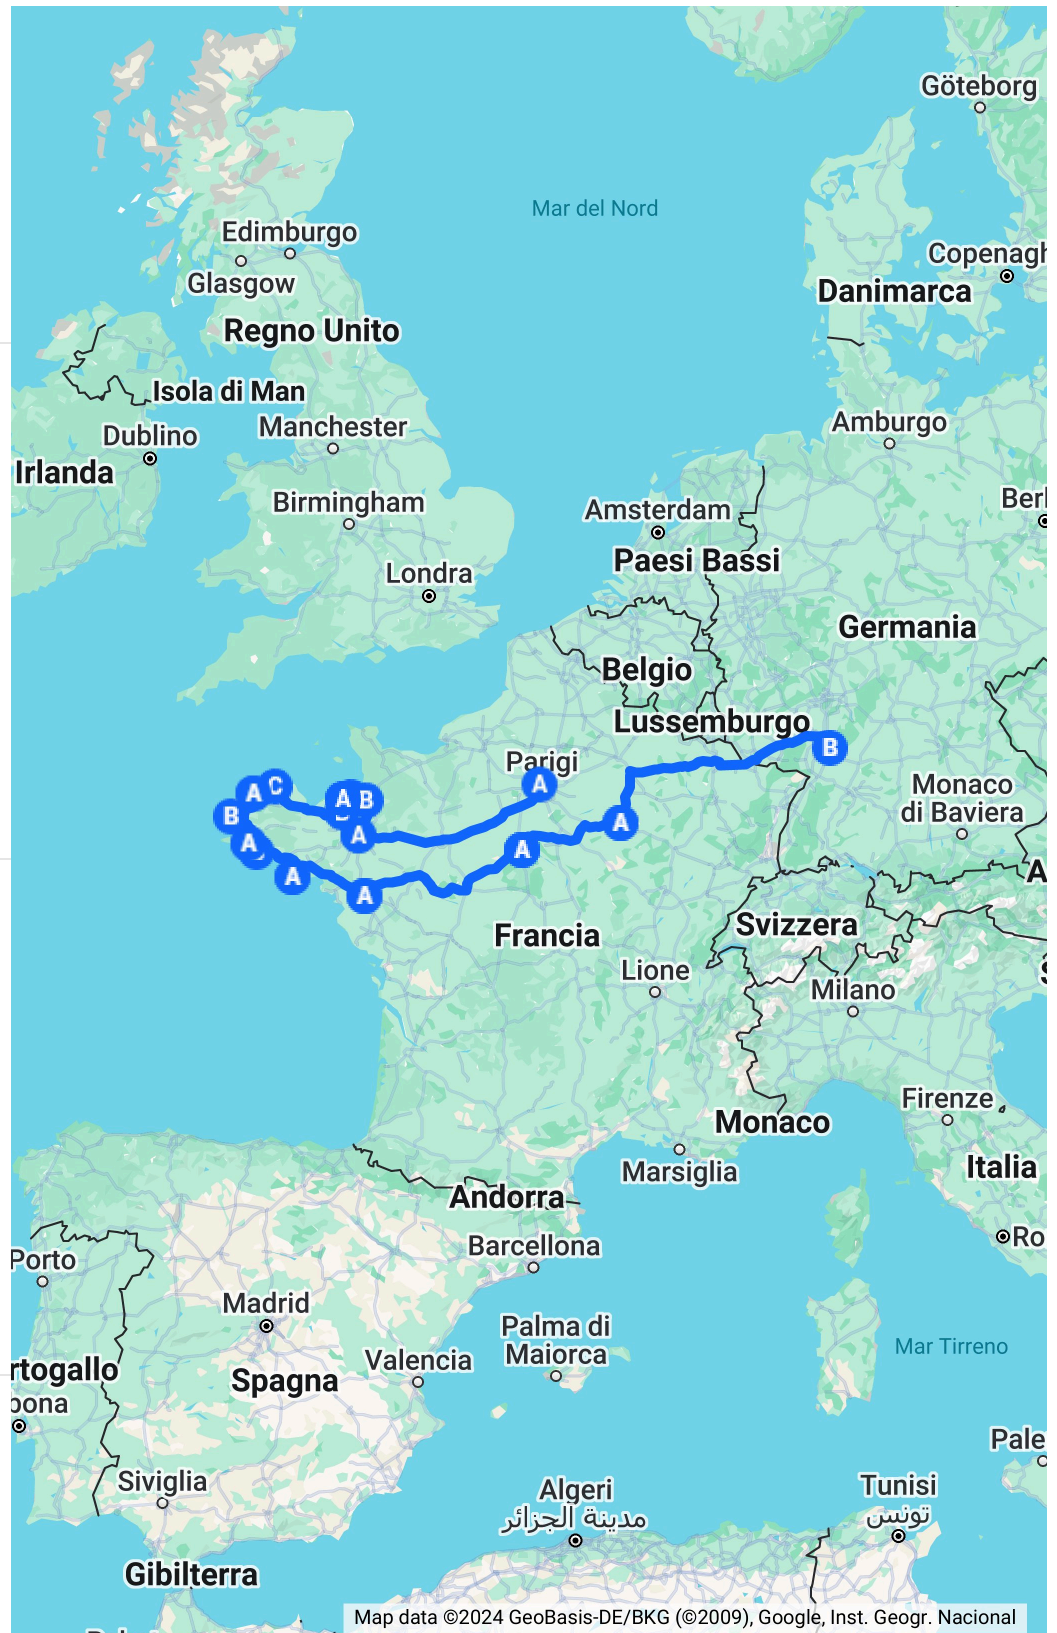 Göteborg
Mar del Nord
Edimburgo
Copenagh
Glasgow
Danimarca
Regno Unito
Isola di Man
Manchester
Amburgo
Dublino
Irlanda
Birmingham
Amsterdam
Berl
Paesi Bassi
Londra
Germania
Belgio
Lussemburgo
B
Parigi
A
C
A
A
B
B
Monaco
di Baviera
A
A
A
A
A
A
A
Francia
Svizzera
Lione
Milano
Firenze
Monaco
Marsiglia
Italia
Andorra
Ro
Barcellona
Porto
Madrid
Palma di
Maiorca
Mar Tirreno
Valencia
rtogallo
Spagna
bona
Pale
Siviglia
Algeri
مدينة الجزائر
Tunisi
تونس
Gibilterra
Map data ©2024 GeoBasis-DE/BKG (©2009), Google, Inst. Geogr. Nacional